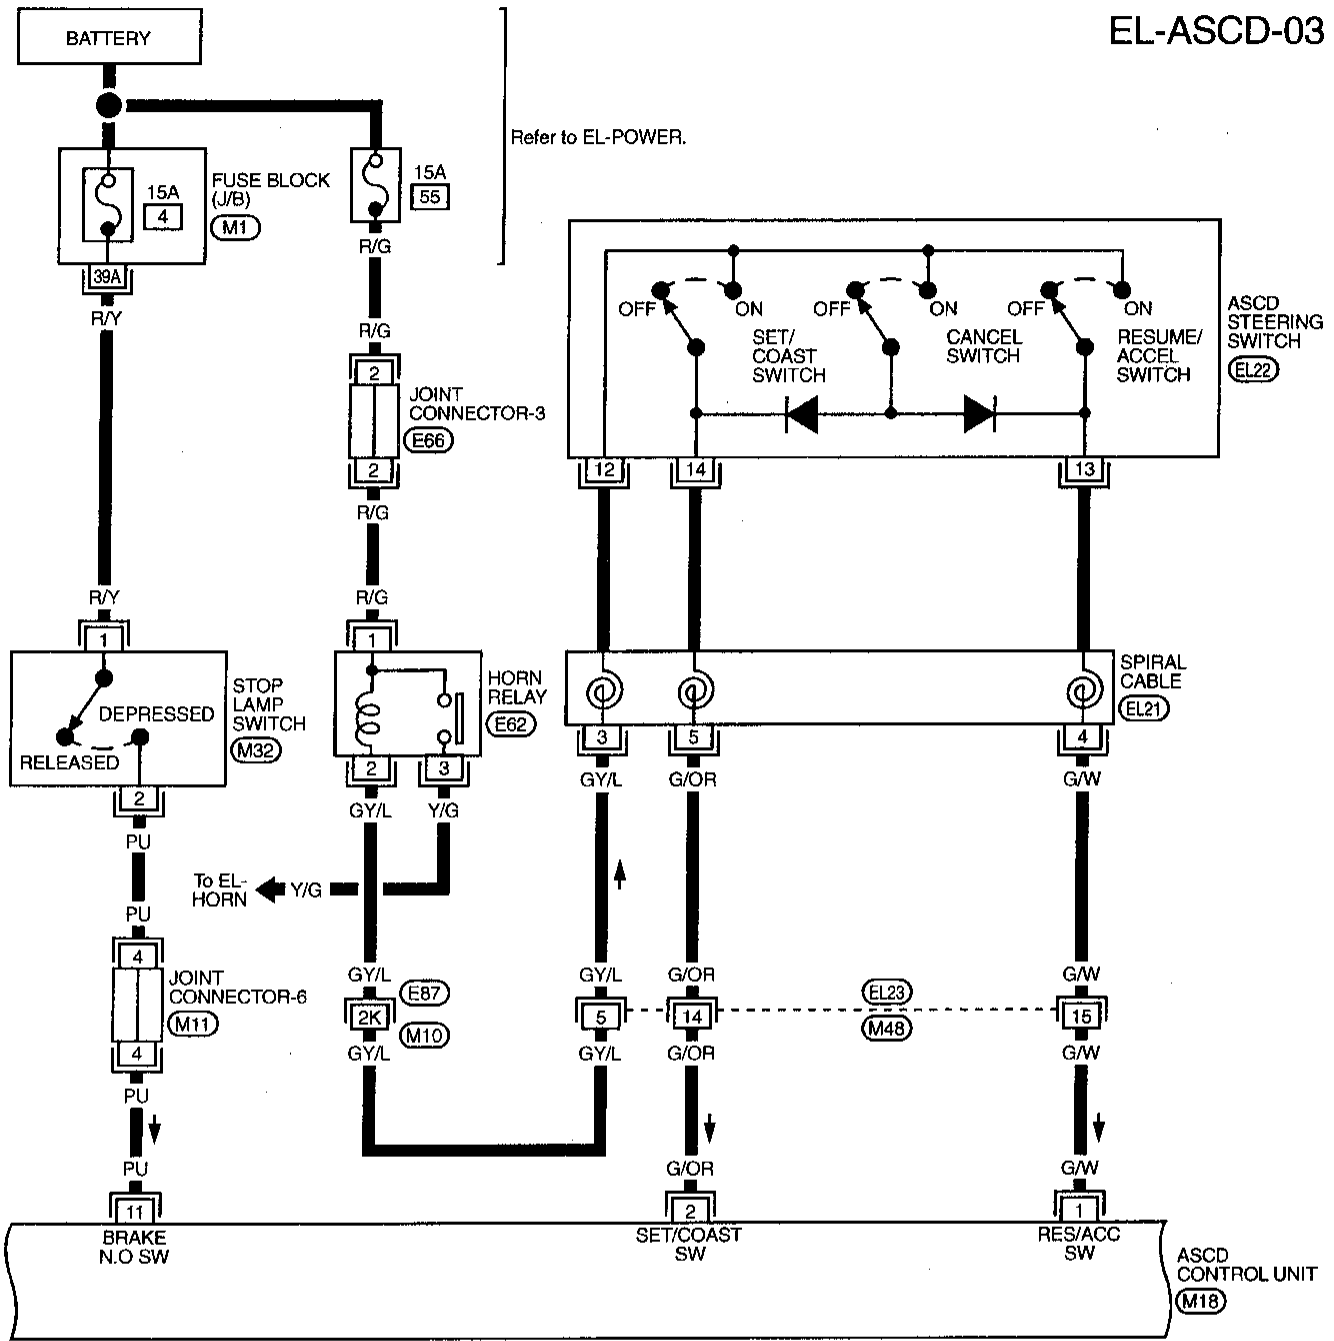 EL-ASCD-03
BATTERY
Refer to EL-POWER.
15A
4
FUSE BLOCK
(J/B)
M1
15A
55
39A
R/Y
R/G
R/G
2
JOINT
CONNECTOR-3
E66
2
R/G
R/G
OFF
ON
SET/
COAST
SWITCH
OFF
ON
CANCEL
SWITCH
OFF
ON
RESUME/
ACCEL
SWITCH
ASCD
STEERING
SWITCH
EL22
12
14
13
R/Y
1
DEPRESSED
RELEASED
STOP
LAMP
SWITCH
M32
2
PU
PU
1
HORN
RELAY
E62
2
3
GY/L
Y/G
To EL-
HORN
Y/G
SPIRAL
CABLE
EL21
3
5
4
GY/L
G/OR
G/W
4
JOINT
CONNECTOR-6
M11
4
PU
PU
GY/L
2K
E87
M10
GY/L
GY/L
G/OR
G/W
5
14
EL23
M48
15
GY/L
G/OR
G/W
G/OR
G/W
11
2
1
BRAKE
N.O SW
SET/COAST
SW
RES/ACC
SW
ASCD
CONTROL UNIT
M18